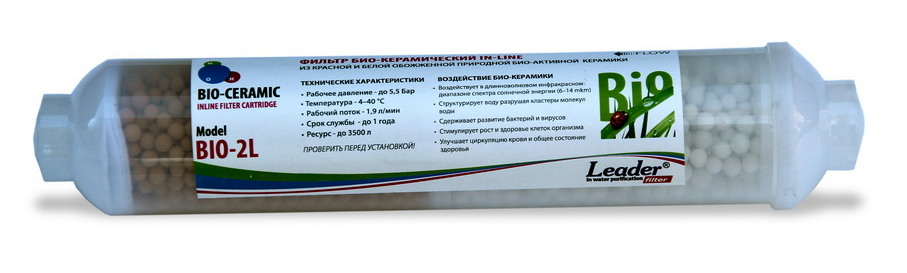 FLOW
ФИЛЬТР БИО-КЕРАМИЧЕСКИЙ IN-LINE
ИЗ КРАСНОЙ И БЕЛОЙ ОБОЖЖЕННОЙ ПРИРОДНОЙ БИО-АКТИВНОЙ КЕРАМИКИ
BIO-CERAMIC
INLINE FILTER CARTRIDGE
Model
BIO-2L
ТЕХНИЧЕСКИЕ ХАРАКТЕРИСТИКИ
• Рабочее давление - до 5,5 Бар
• Температура - 4-40 °C
• Рабочий поток - 1,9 л/мин
• Срок службы - до 1 года
• Ресурс - до 3500 л
ПРОВЕРИТЬ ПЕРЕД УСТАНОВКОЙ!
ВОЗДЕЙСТВИЕ БИО-КЕРАМИКИ
• Воздействует в длинноволновом инфракрасном
диапазоне спектра солнечной энергии (6-14 mkm)
• Структурирует воду разрушая кластеры молекул
воды
• Сдерживает развитие бактерий и вирусов
• Стимулирует рост и здоровье клеток организма
• Улучшает циркуляцию крови и общее состояние
здоровья
Bio
Leader®
in water purification
filter